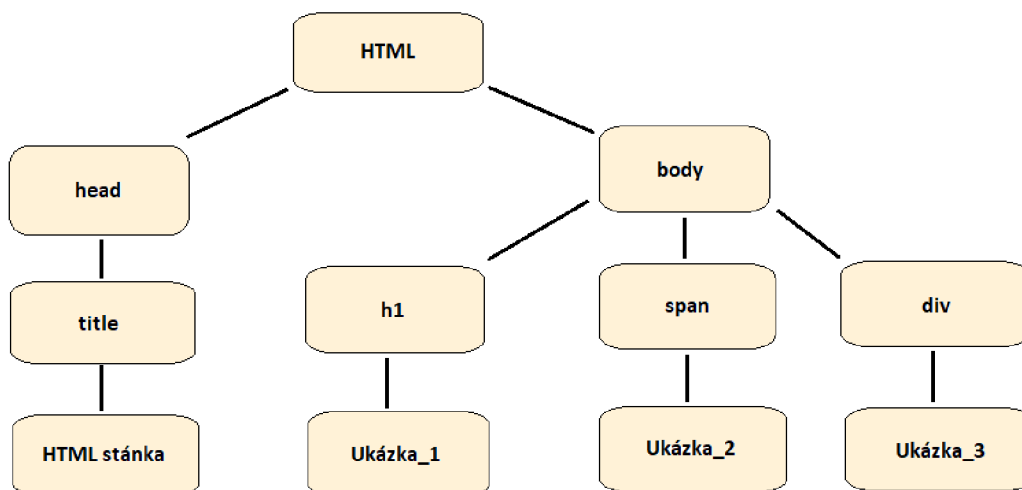 HTML
head
body
title
h1
span
div
HTML stánka
Ukázka_1
Ukázka_2
Ukázka_3